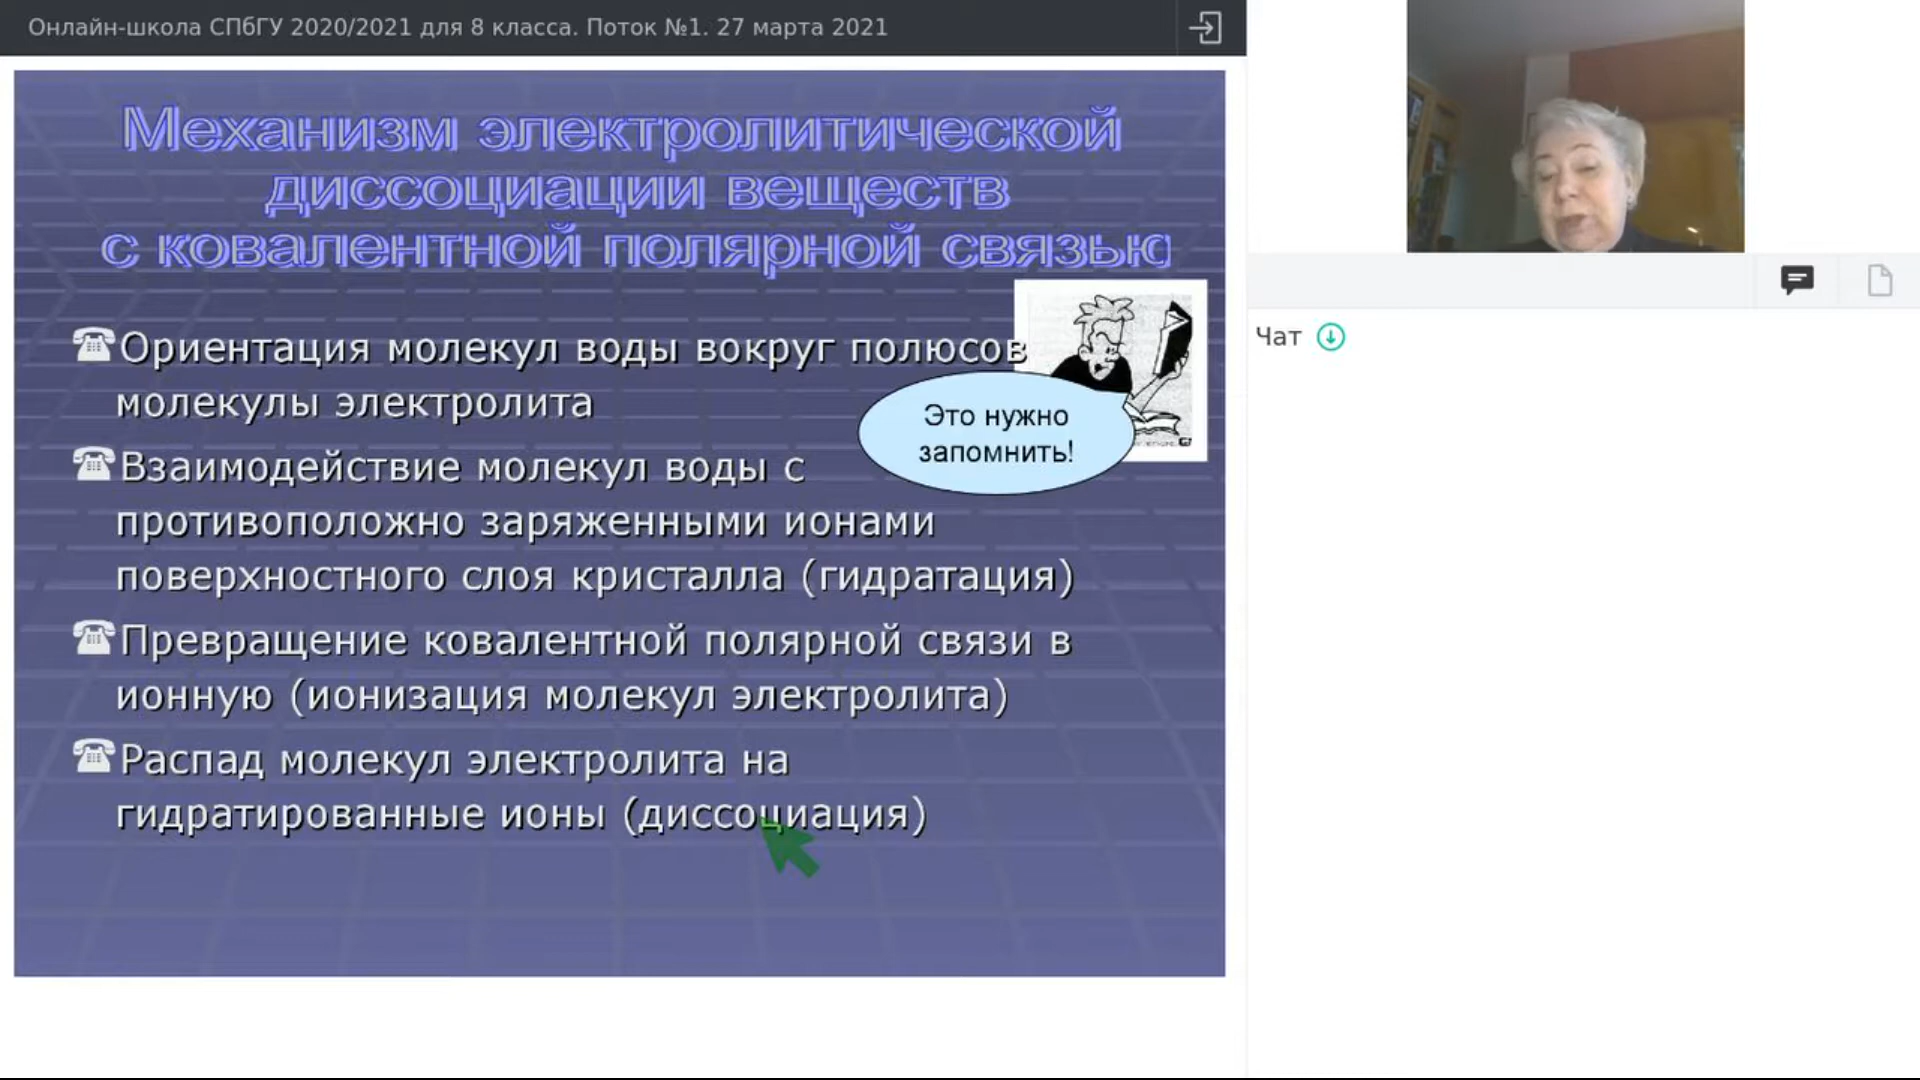 Онлайн-школа СПбГУ 2020/2021 для 8 класса. Поток №1. 27 марта 2021
Механизм электролитической
диссоциации веществ
с ковалентной полярной связью
Ориентация молекул воды вокруг полюсов
молекулы электролита
Это нужно
запомнить!
Взаимодействие молекул воды с
противоположно заряженными ионами
поверхностного слоя кристалла (гидратация)
Превращение ковалентной полярной связи в
ионную (ионизация молекул электролита)
Распад молекул электролита на
гидратированные ионы (диссоциация)
Чат